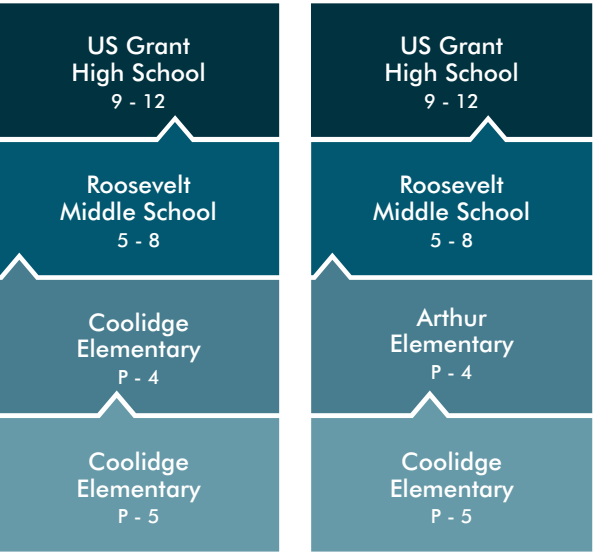 US Grant
High School
9 - 12
Roosevelt
Middle School
5 - 8
Coolidge
Elementary
P - 4
Coolidge
Elementary
P - 5
US Grant
High School
9 - 12
Roosevelt
Middle School
5 - 8
Arthur
Elementary
P - 4
Coolidge
Elementary
P - 5